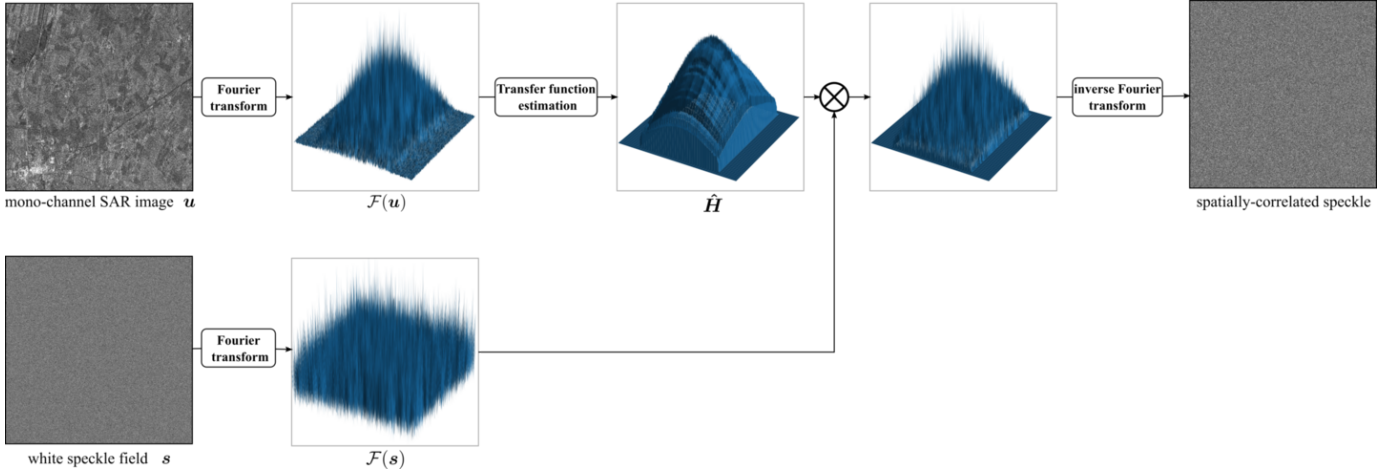 Fourier
transform
Transfer function
estimation
inverse Fourier
transform
mono-channel SAR image u
F(u)
Ĥ
spatially-correlated speckle
Fourier
transform
white speckle field s
F(s)